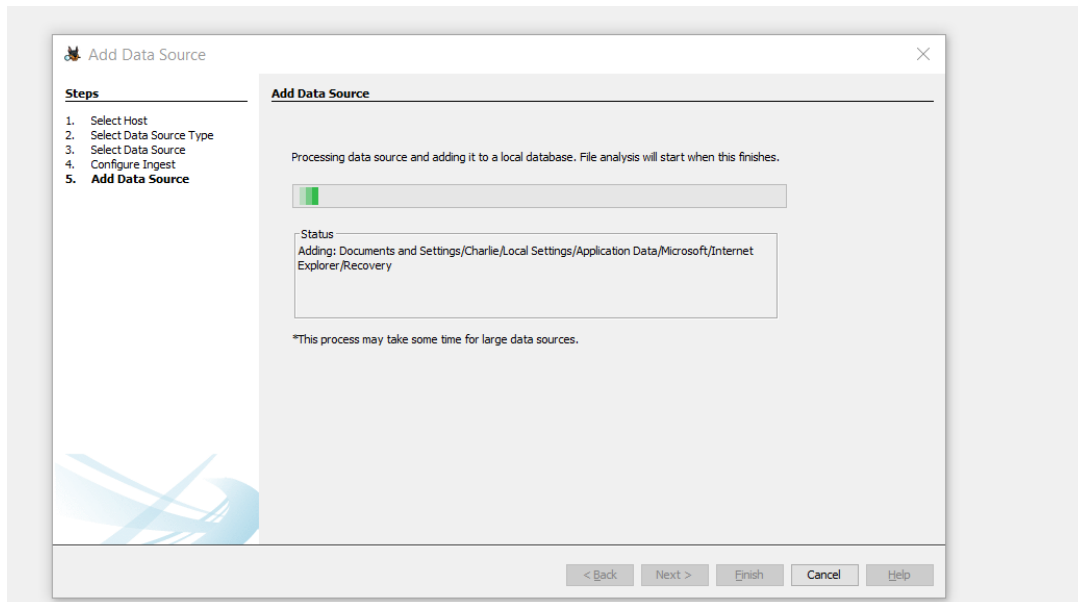 Add Data Source
Steps
1. Select Host
2. Select Data Source Type
3. Select Data Source
4. Configure Ingest
5. Add Data Source
Add Data Source
Processing data source and adding it to a local database. File analysis will start when this finishes.
Status
Adding: Documents and Settings/Charlie/Local Settings/Application Data/Microsoft/Internet
Explorer/Recovery
*This process may take some time for large data sources.
< Back
Next >
Finish
Cancel
Help